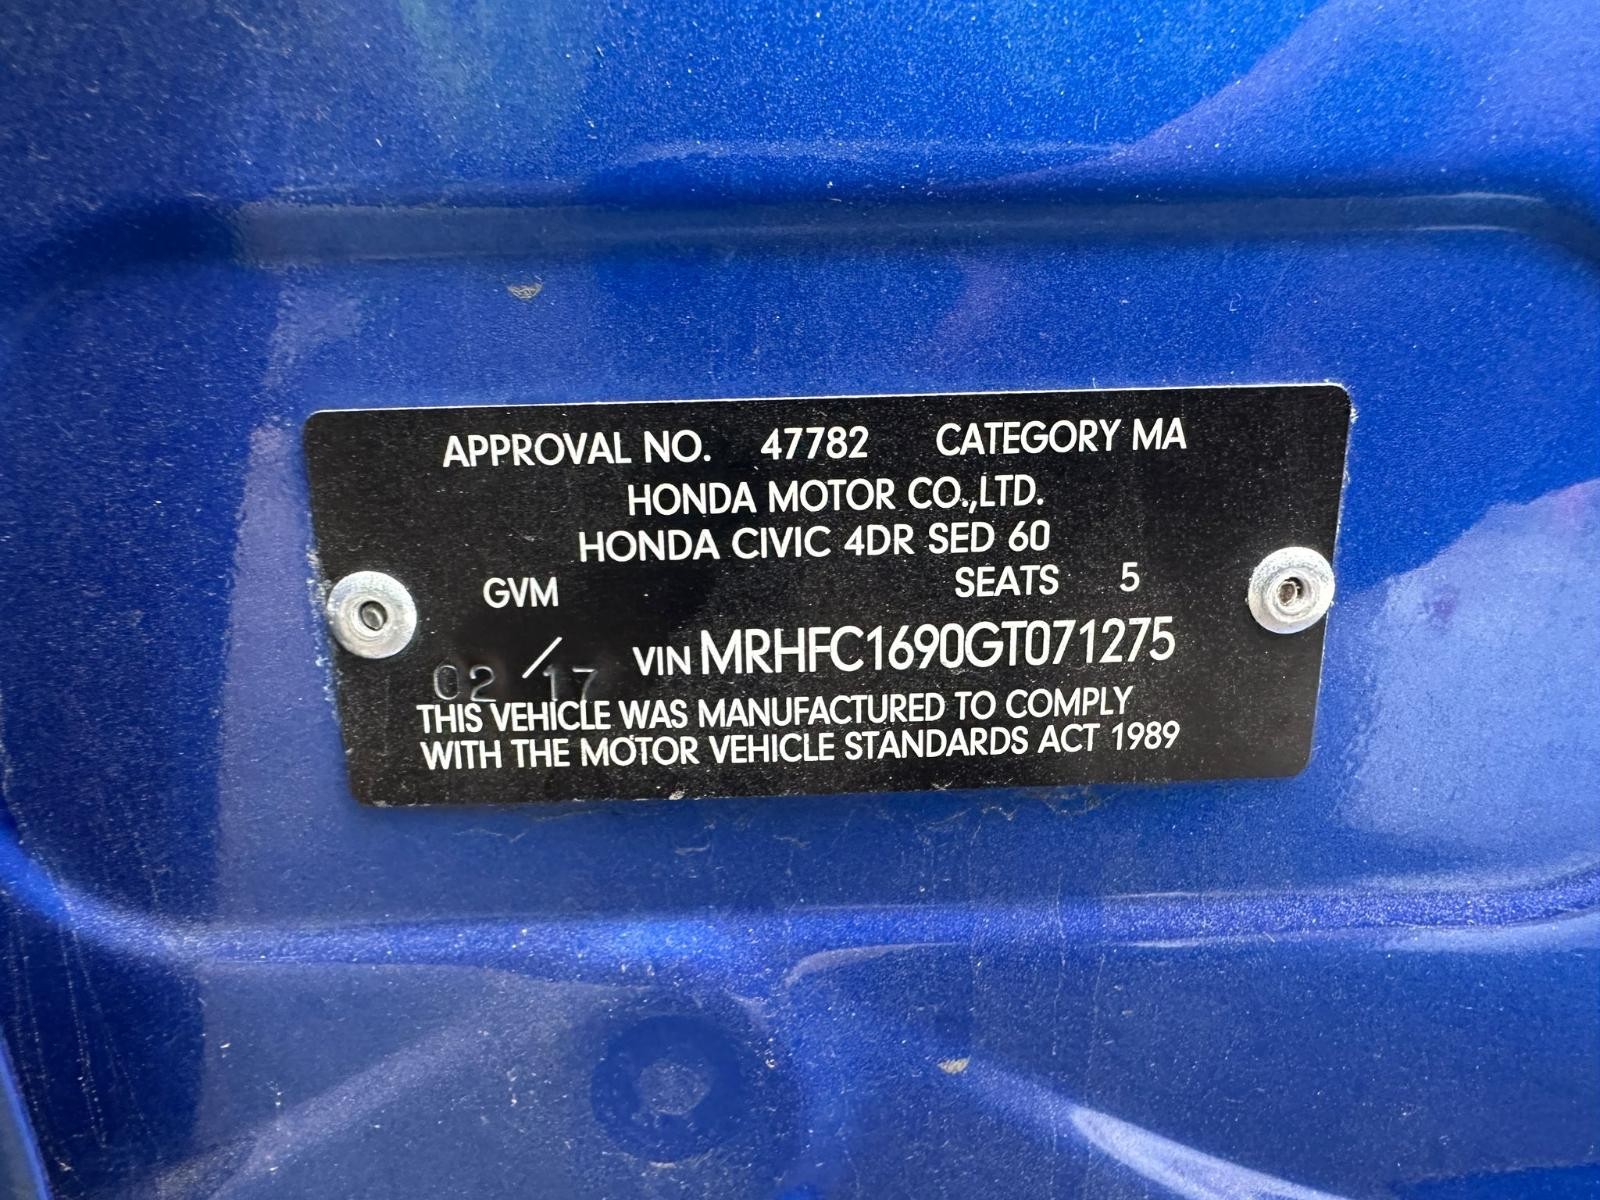 APPROVAL NO. 47782 CATEGORY MA
HONDA MOTOR CO.,LTD.
HONDA CIVIC 4DR SED 60
GVM SEATS 5
02/17 VIN MRHFC1690GT071275
THIS VEHICLE WAS MANUFACTURED TO COMPLY
WITH THE MOTOR VEHICLE STANDARDS ACT 1989